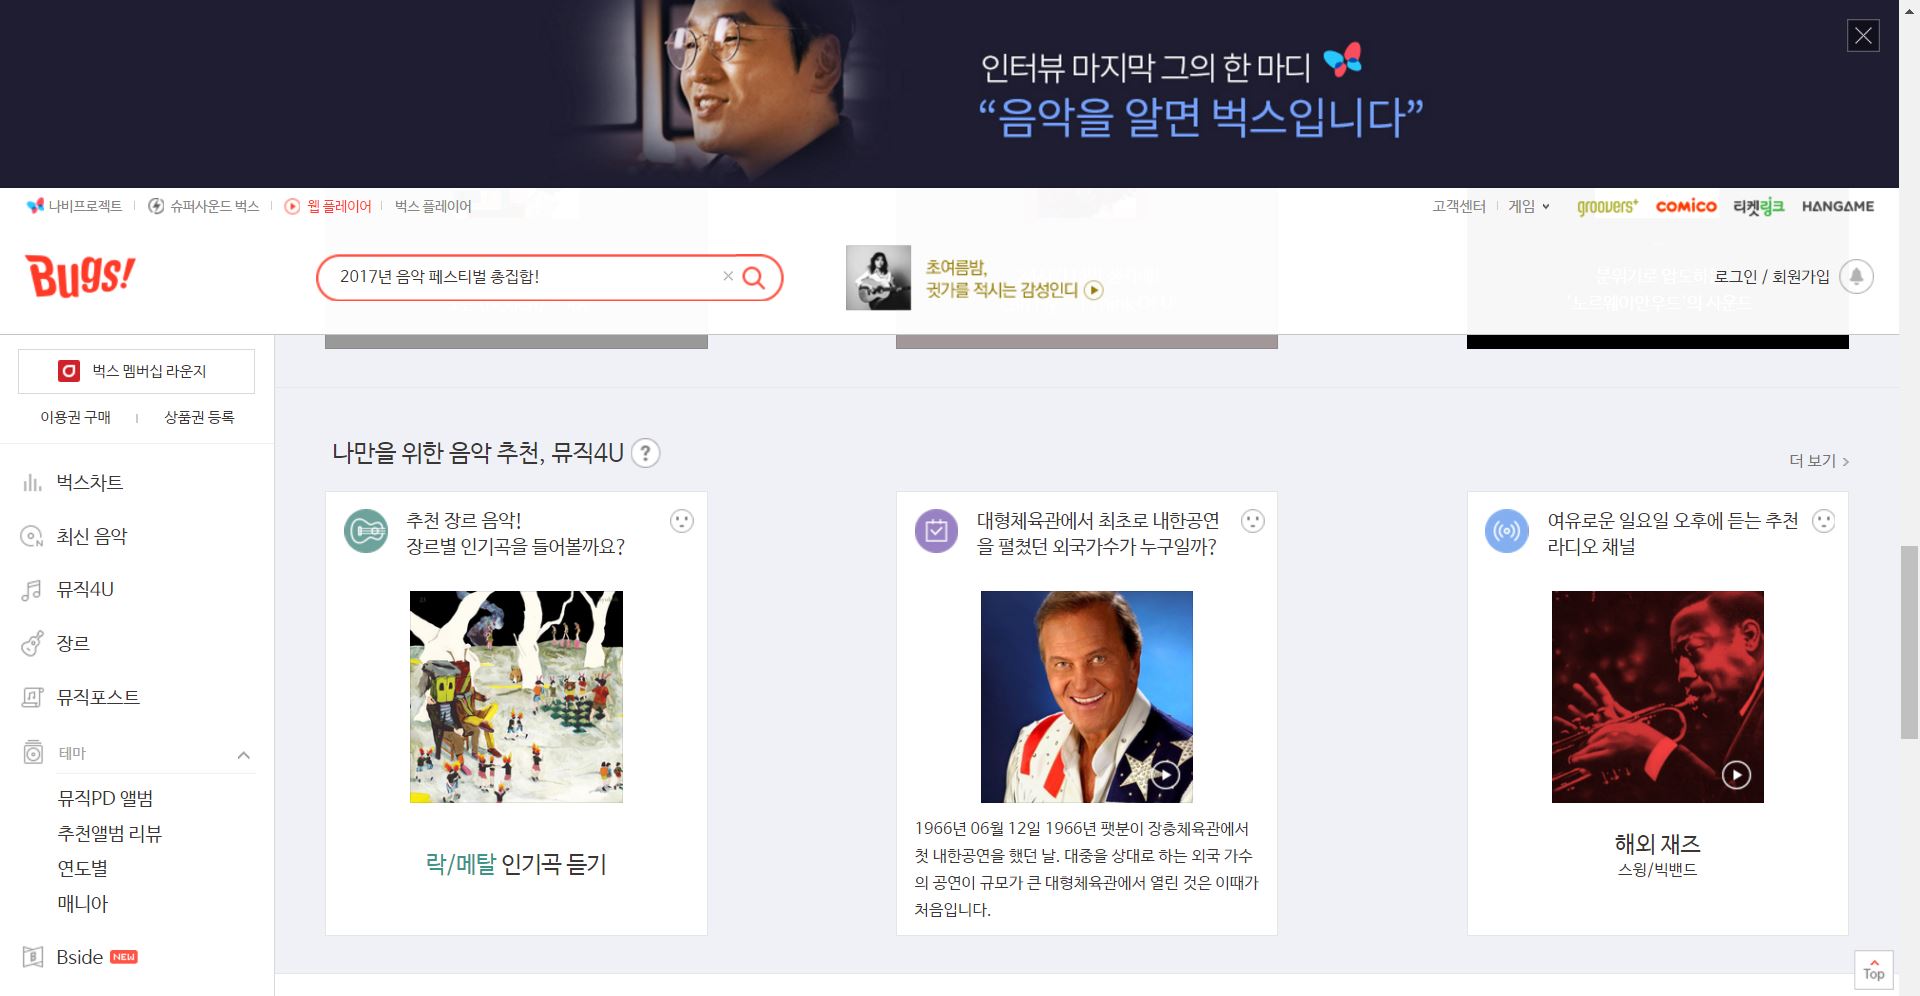 인터뷰 마지막 그의 한 마디
“음악을 알면 벅스입니다”
나비프로젝트
슈퍼사운드 벅스
웹 플레이어
벅스 플레이어
고객센터
게임
groovers+
comico
티켓링크
HANGAME
Bugs!
2017년 음악 페스티벌 총집합!
초여름밤,
귓가를 적시는 감성인디
로그인 / 회원가입
'노르웨이안우드'의 사운드
벅스 멤버십 라운지
이용권 구매
상품권 등록
벅스차트
최신 음악
뮤직4U
장르
뮤직포스트
테마
뮤직PD 앨범
추천앨범 리뷰
연도별
매니아
Bside NEW
나만을 위한 음악 추천, 뮤직4U ?
더 보기 >
추천 장르 음악!
장르별 인기곡을 들어볼까요?
락/메탈 인기곡 듣기
대형체육관에서 최초로 내한공연
을 펼쳤던 외국가수가 누구일까?
1966년 06월 12일 1966년 팻분이 장충체육관에서
첫 내한공연을 했던 날. 대중을 상대로 하는 외국 가수
의 공연이 규모가 큰 대형체육관에서 열린 것은 이때가
처음입니다.
여유로운 일요일 오후에 듣는 추천
라디오 채널
해외 재즈
스윙/빅밴드
Top